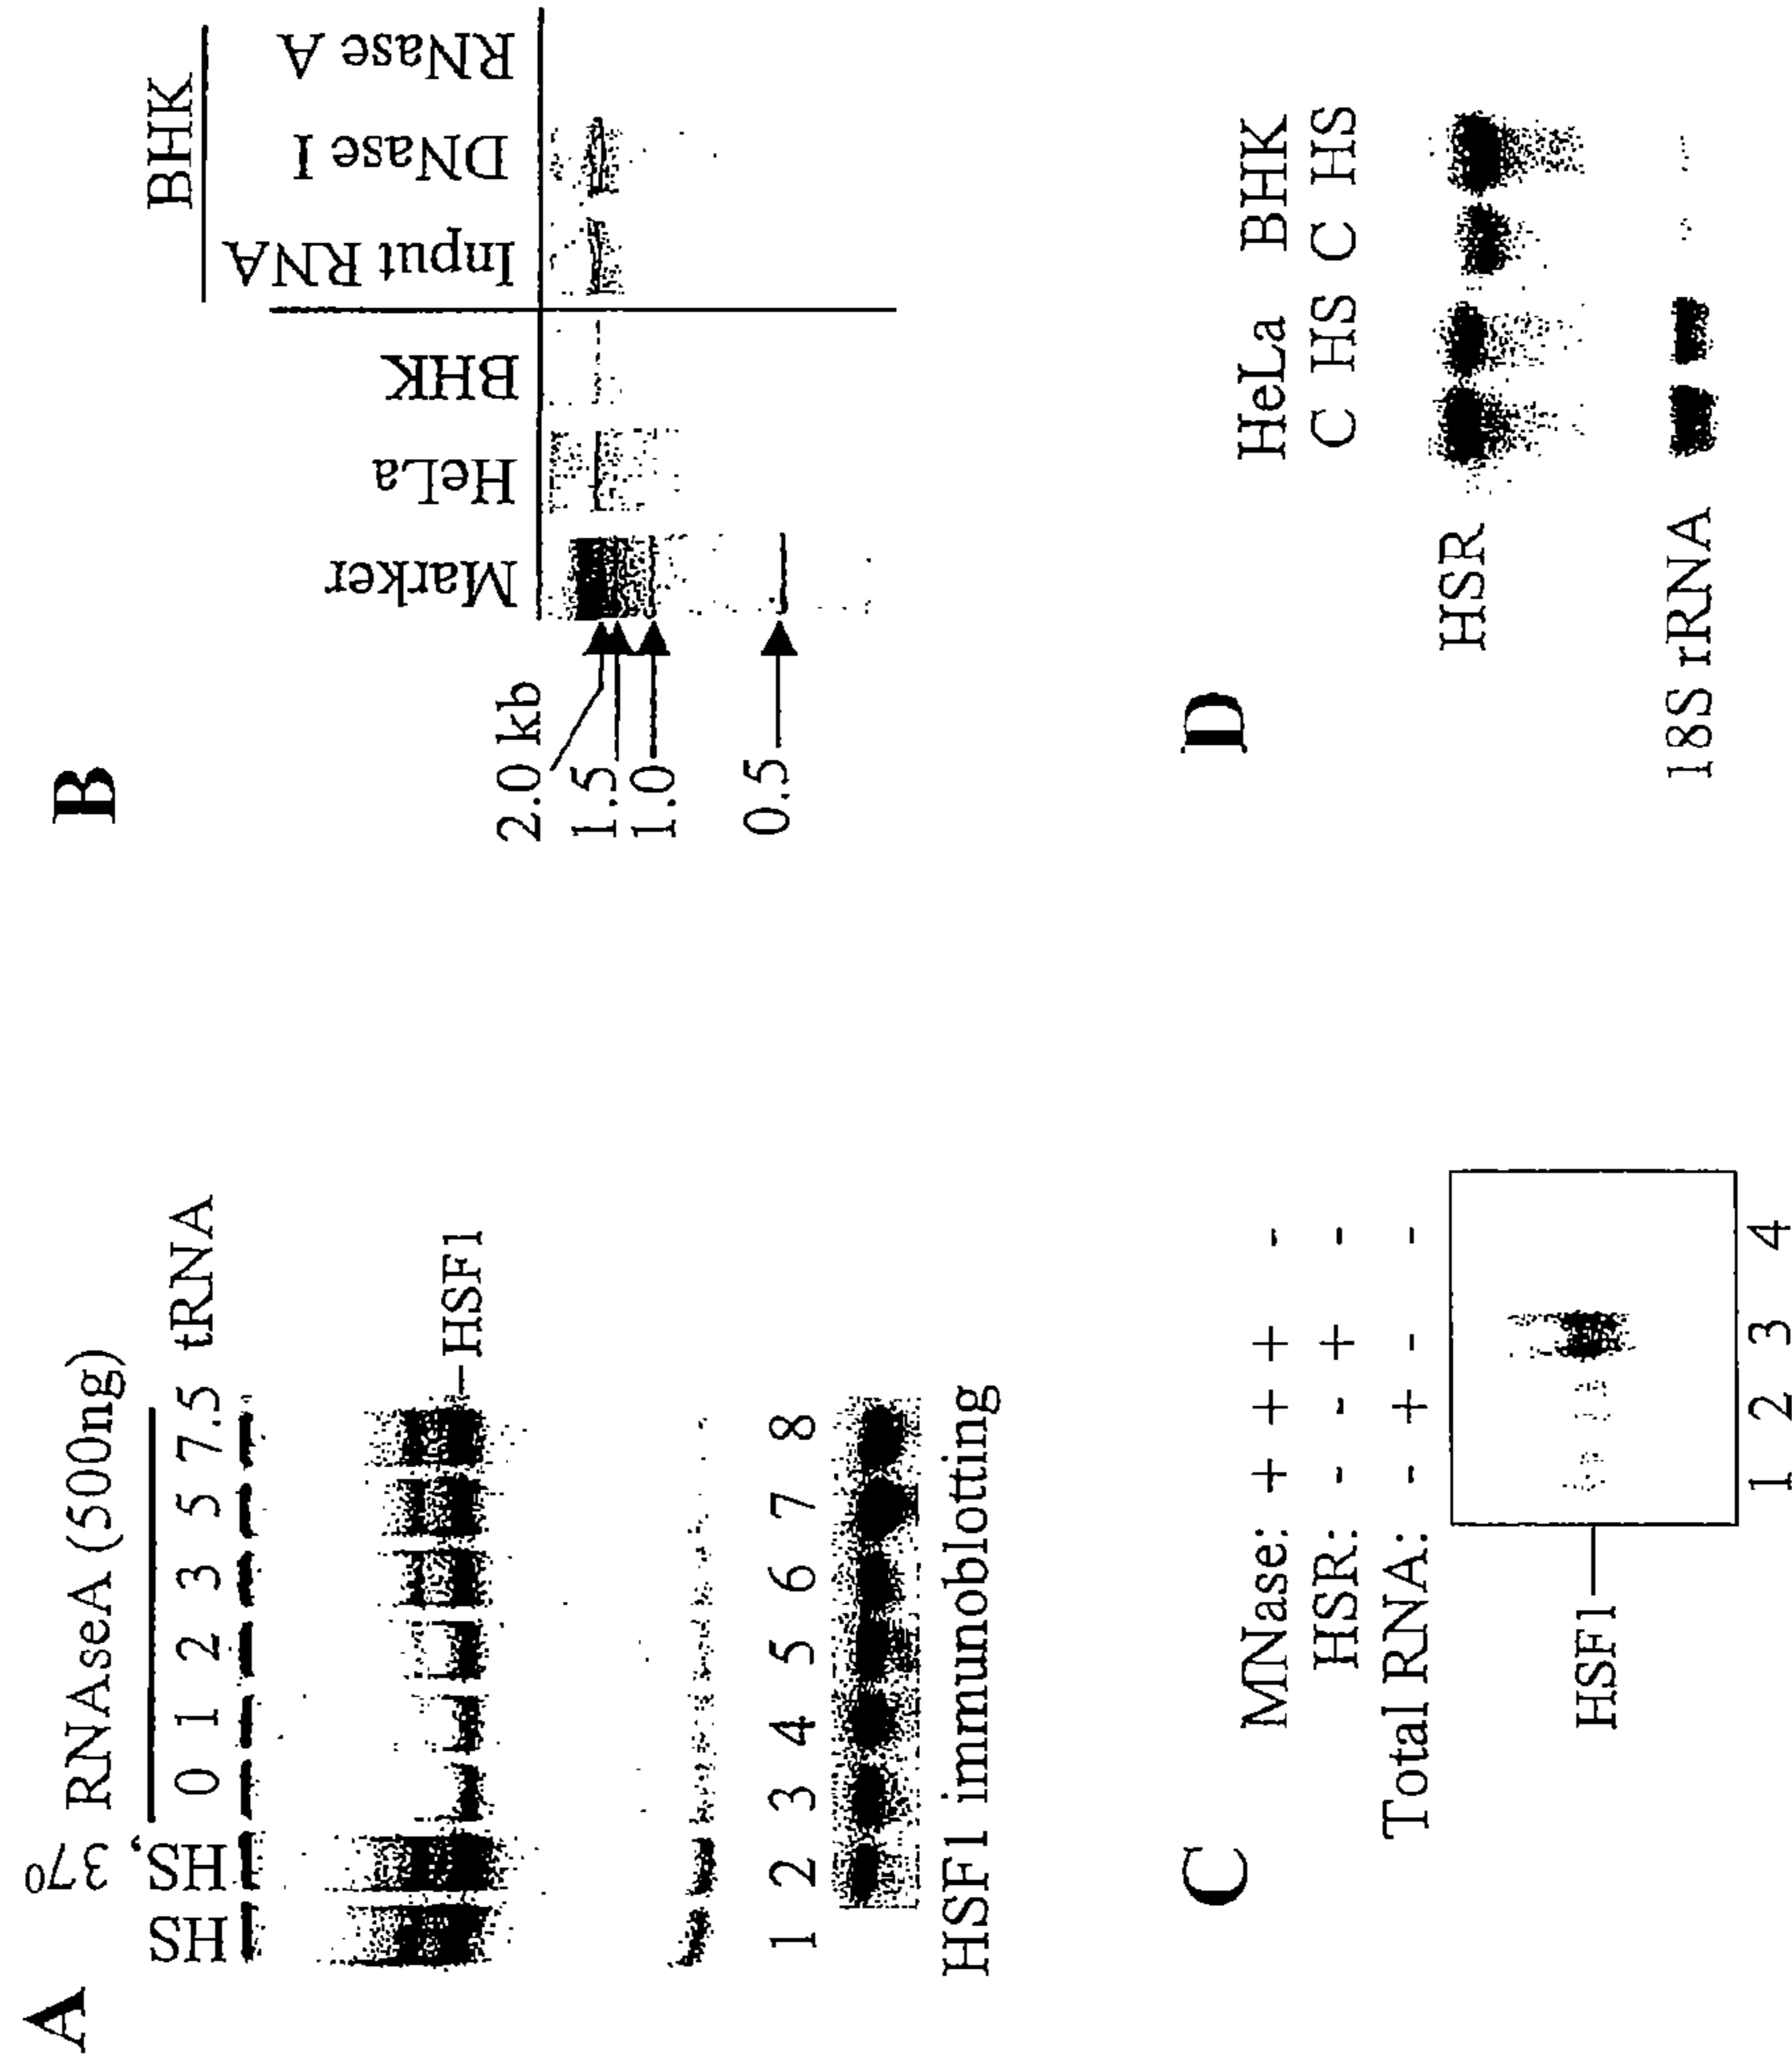 A
RNAseA (500ng)
HS HS, 37⁰ 0 1 2 3 5 7.5 tRNA
HSF1
1 2 3 4 5 6 7 8
HSF1 immunoblotting
B
BHK
Marker HeLa BHK Input RNA DNase I RNase A
2.0 kb
1.5
1.0
0.5
C
MNase: + + + -
HSR: - - + -
Total RNA: - + - -
HSF1
1 2 3 4
D
HeLa BHK
C HS C HS
HSR
18S rRNA